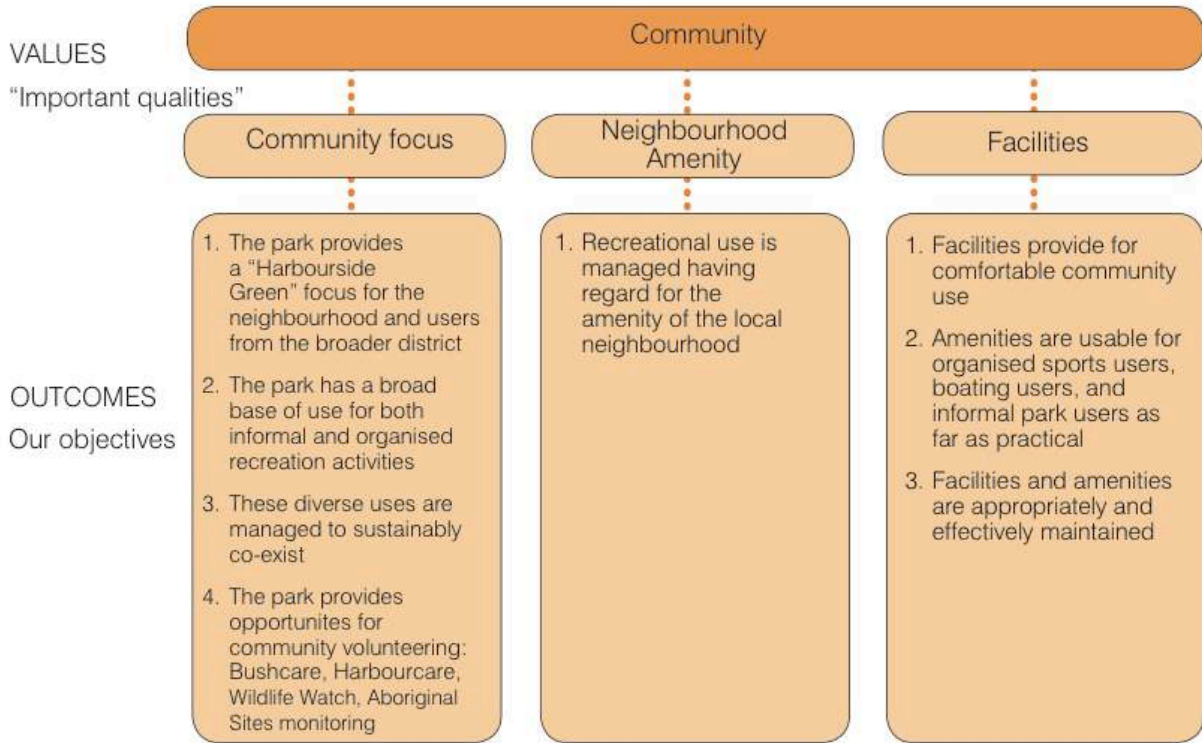 VALUES
“Important qualities”
Community
Community focus
Neighbourhood
Amenity
Facilities
OUTCOMES
Our objectives
1. The park provides
a “Harbourside
Green” focus for the
neighbourhood and users
from the broader district
2. The park has a broad
base of use for both
informal and organised
recreation activities
3. These diverse uses are
managed to sustainably
co-exist
4. The park provides
opportunites for
community volunteering:
Bushcare, Harbourcare,
Wildlife Watch, Aboriginal
Sites monitoring
1. Recreational use is
managed having
regard for the
amenity of the local
neighbourhood
1. Facilities provide for
comfortable community
use
2. Amenities are usable for
organised sports users,
boating users, and
informal park users as
far as practical
3. Facilities and amenities
are appropriately and
effectively maintained